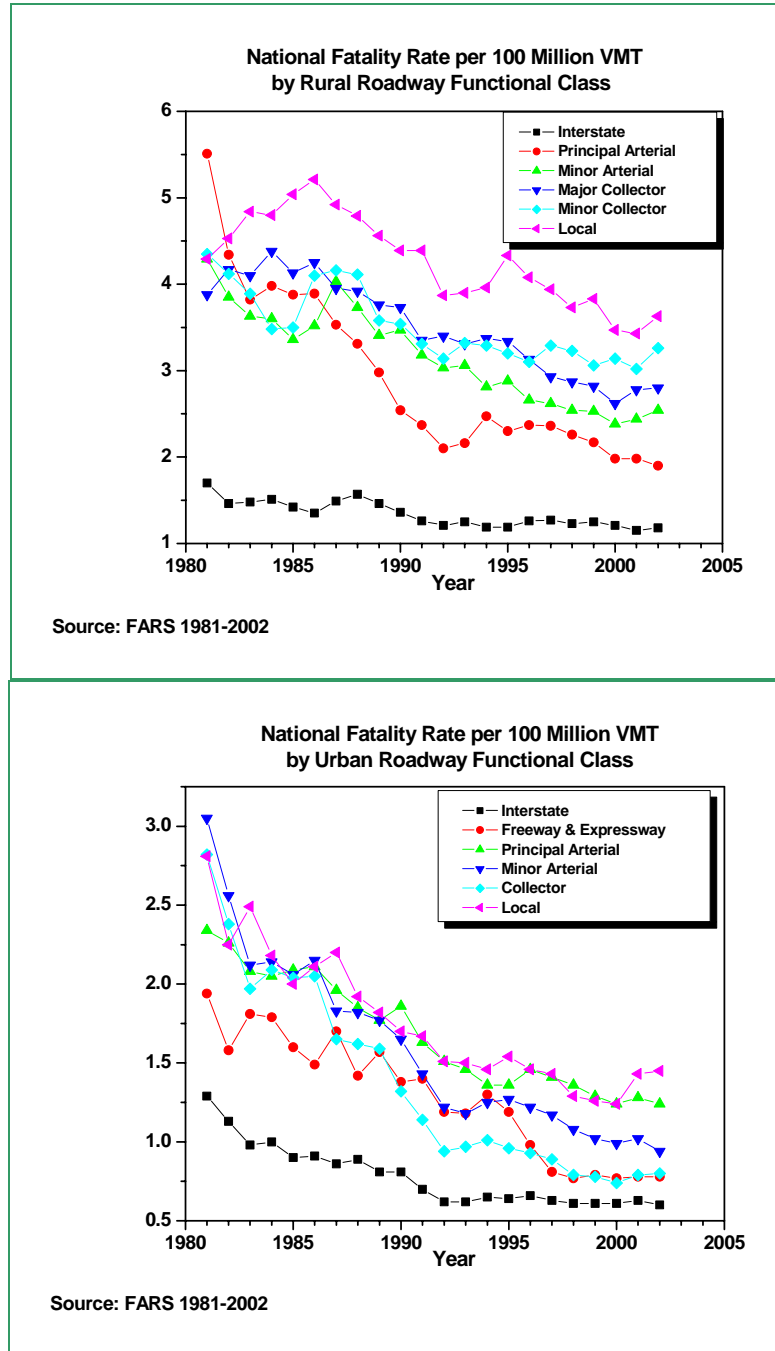 National Fatality Rate per 100 Million VMT
by Rural Roadway Functional Class
6
5
4
3
2
1
Interstate
Principal Arterial
Minor Arterial
Major Collector
Minor Collector
Local
1980 1985 1990 1995 2000 2005
Year
Source: FARS 1981-2002
National Fatality Rate per 100 Million VMT
by Urban Roadway Functional Class
3.0
2.5
2.0
1.5
1.0
0.5
Interstate
Freeway & Expressway
Principal Arterial
Minor Arterial
Collector
Local
1980 1985 1990 1995 2000 2005
Year
Source: FARS 1981-2002